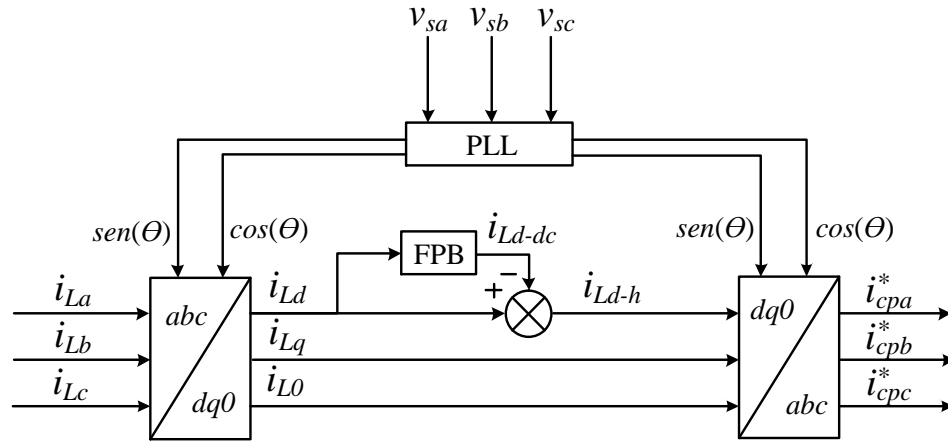 v_sa v_sb v_sc
PLL
sen(Θ) cos(Θ) sen(Θ) cos(Θ)
FPB i_Ld-dc
−
+
i_La abc i_Ld i_Ld-h dq0 i*_cpa
i_Lb i_Lq i*_cpb
i_Lc dq0 i_L0 abc i*_cpc